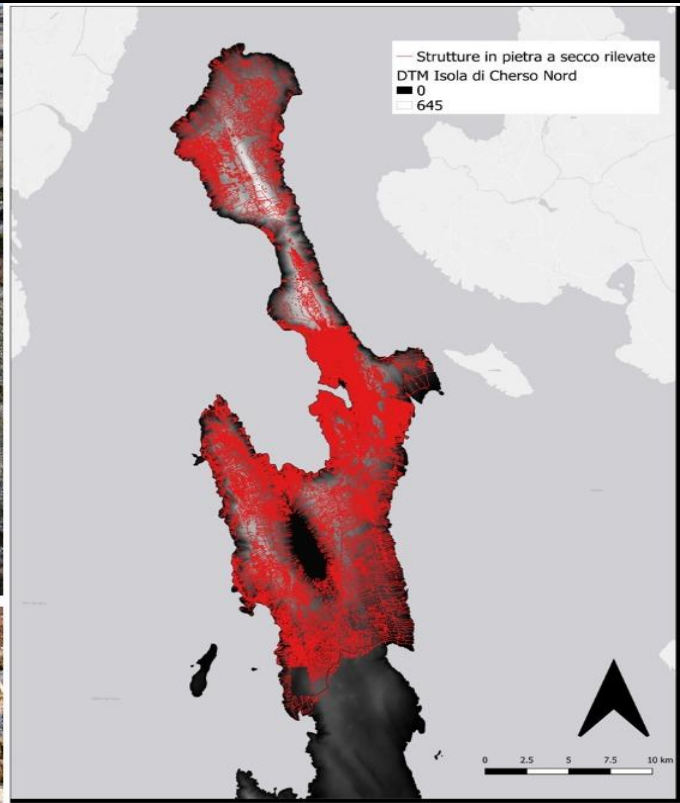 Strutture in pietra a secco rilevate
DTM Isola di Cherso Nord
0
645
0 2.5 5 7.5 10 km